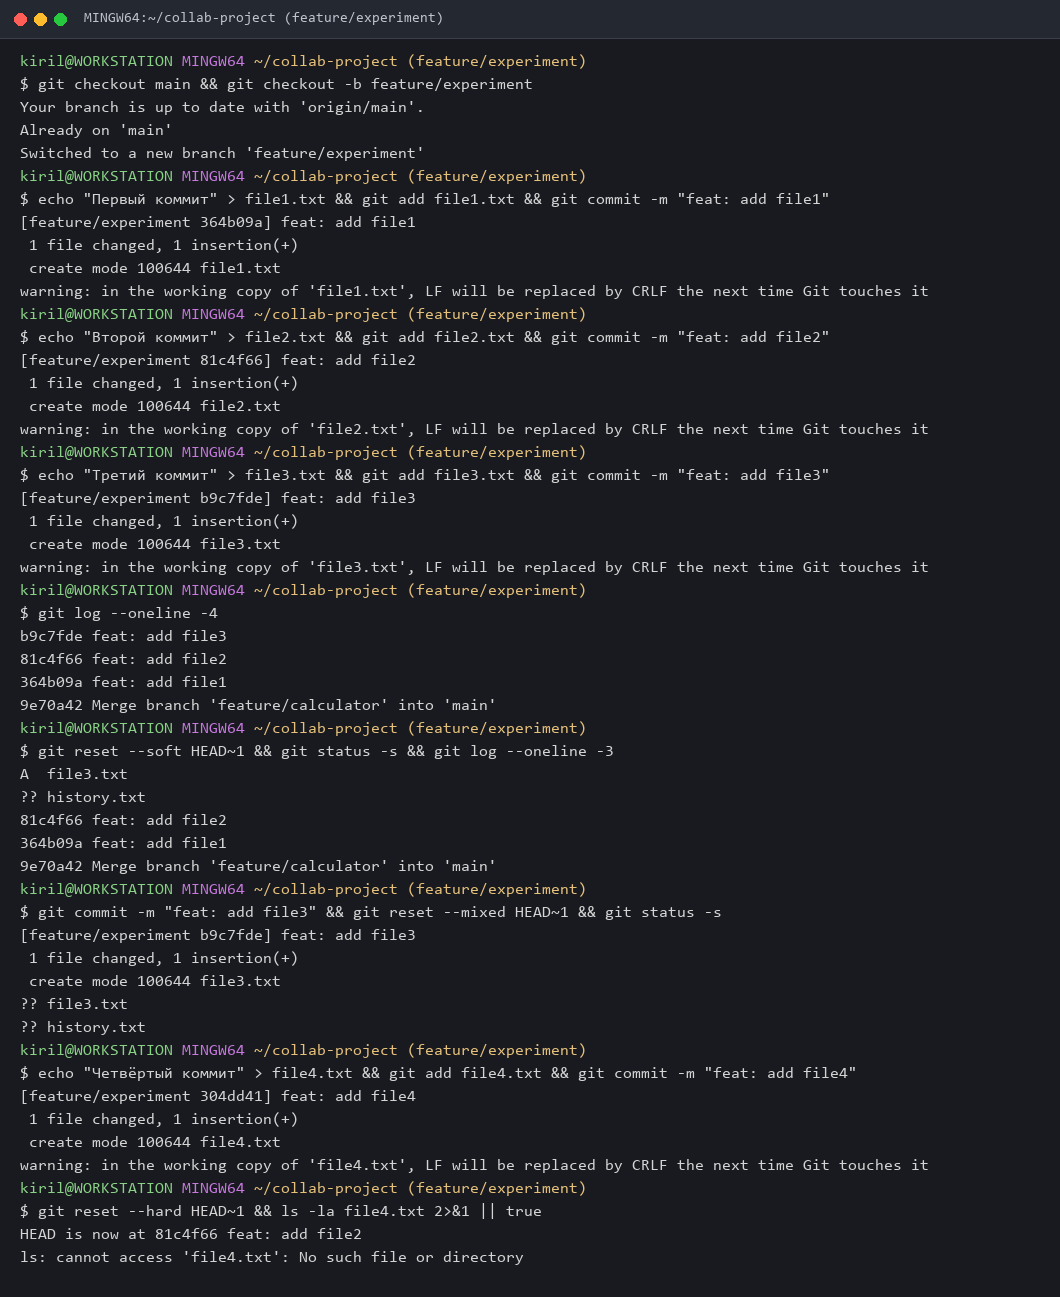 MINGW64:~/collab-project (feature/experiment)
kiril@WORKSTATION MINGW64 ~/collab-project (feature/experiment)
$ git checkout main && git checkout -b feature/experiment
Your branch is up to date with 'origin/main'.
Already on 'main'
Switched to a new branch 'feature/experiment'
kiril@WORKSTATION MINGW64 ~/collab-project (feature/experiment)
$ echo "Первый коммит" > file1.txt && git add file1.txt && git commit -m "feat: add file1"
[feature/experiment 364b09a] feat: add file1
 1 file changed, 1 insertion(+)
 create mode 100644 file1.txt
warning: in the working copy of 'file1.txt', LF will be replaced by CRLF the next time Git touches it
kiril@WORKSTATION MINGW64 ~/collab-project (feature/experiment)
$ echo "Второй коммит" > file2.txt && git add file2.txt && git commit -m "feat: add file2"
[feature/experiment 81c4f66] feat: add file2
 1 file changed, 1 insertion(+)
 create mode 100644 file2.txt
warning: in the working copy of 'file2.txt', LF will be replaced by CRLF the next time Git touches it
kiril@WORKSTATION MINGW64 ~/collab-project (feature/experiment)
$ echo "Третий коммит" > file3.txt && git add file3.txt && git commit -m "feat: add file3"
[feature/experiment b9c7fde] feat: add file3
 1 file changed, 1 insertion(+)
 create mode 100644 file3.txt
warning: in the working copy of 'file3.txt', LF will be replaced by CRLF the next time Git touches it
kiril@WORKSTATION MINGW64 ~/collab-project (feature/experiment)
$ git log --oneline -4
b9c7fde feat: add file3
81c4f66 feat: add file2
364b09a feat: add file1
9e70a42 Merge branch 'feature/calculator' into 'main'
kiril@WORKSTATION MINGW64 ~/collab-project (feature/experiment)
$ git reset --soft HEAD~1 && git status -s && git log --oneline -3
A  file3.txt
?? history.txt
81c4f66 feat: add file2
364b09a feat: add file1
9e70a42 Merge branch 'feature/calculator' into 'main'
kiril@WORKSTATION MINGW64 ~/collab-project (feature/experiment)
$ git commit -m "feat: add file3" && git reset --mixed HEAD~1 && git status -s
[feature/experiment b9c7fde] feat: add file3
 1 file changed, 1 insertion(+)
 create mode 100644 file3.txt
?? file3.txt
?? history.txt
kiril@WORKSTATION MINGW64 ~/collab-project (feature/experiment)
$ echo "Четвёртый коммит" > file4.txt && git add file4.txt && git commit -m "feat: add file4"
[feature/experiment 304dd41] feat: add file4
 1 file changed, 1 insertion(+)
 create mode 100644 file4.txt
warning: in the working copy of 'file4.txt', LF will be replaced by CRLF the next time Git touches it
kiril@WORKSTATION MINGW64 ~/collab-project (feature/experiment)
$ git reset --hard HEAD~1 && ls -la file4.txt 2>&1 || true
HEAD is now at 81c4f66 feat: add file2
ls: cannot access 'file4.txt': No such file or directory